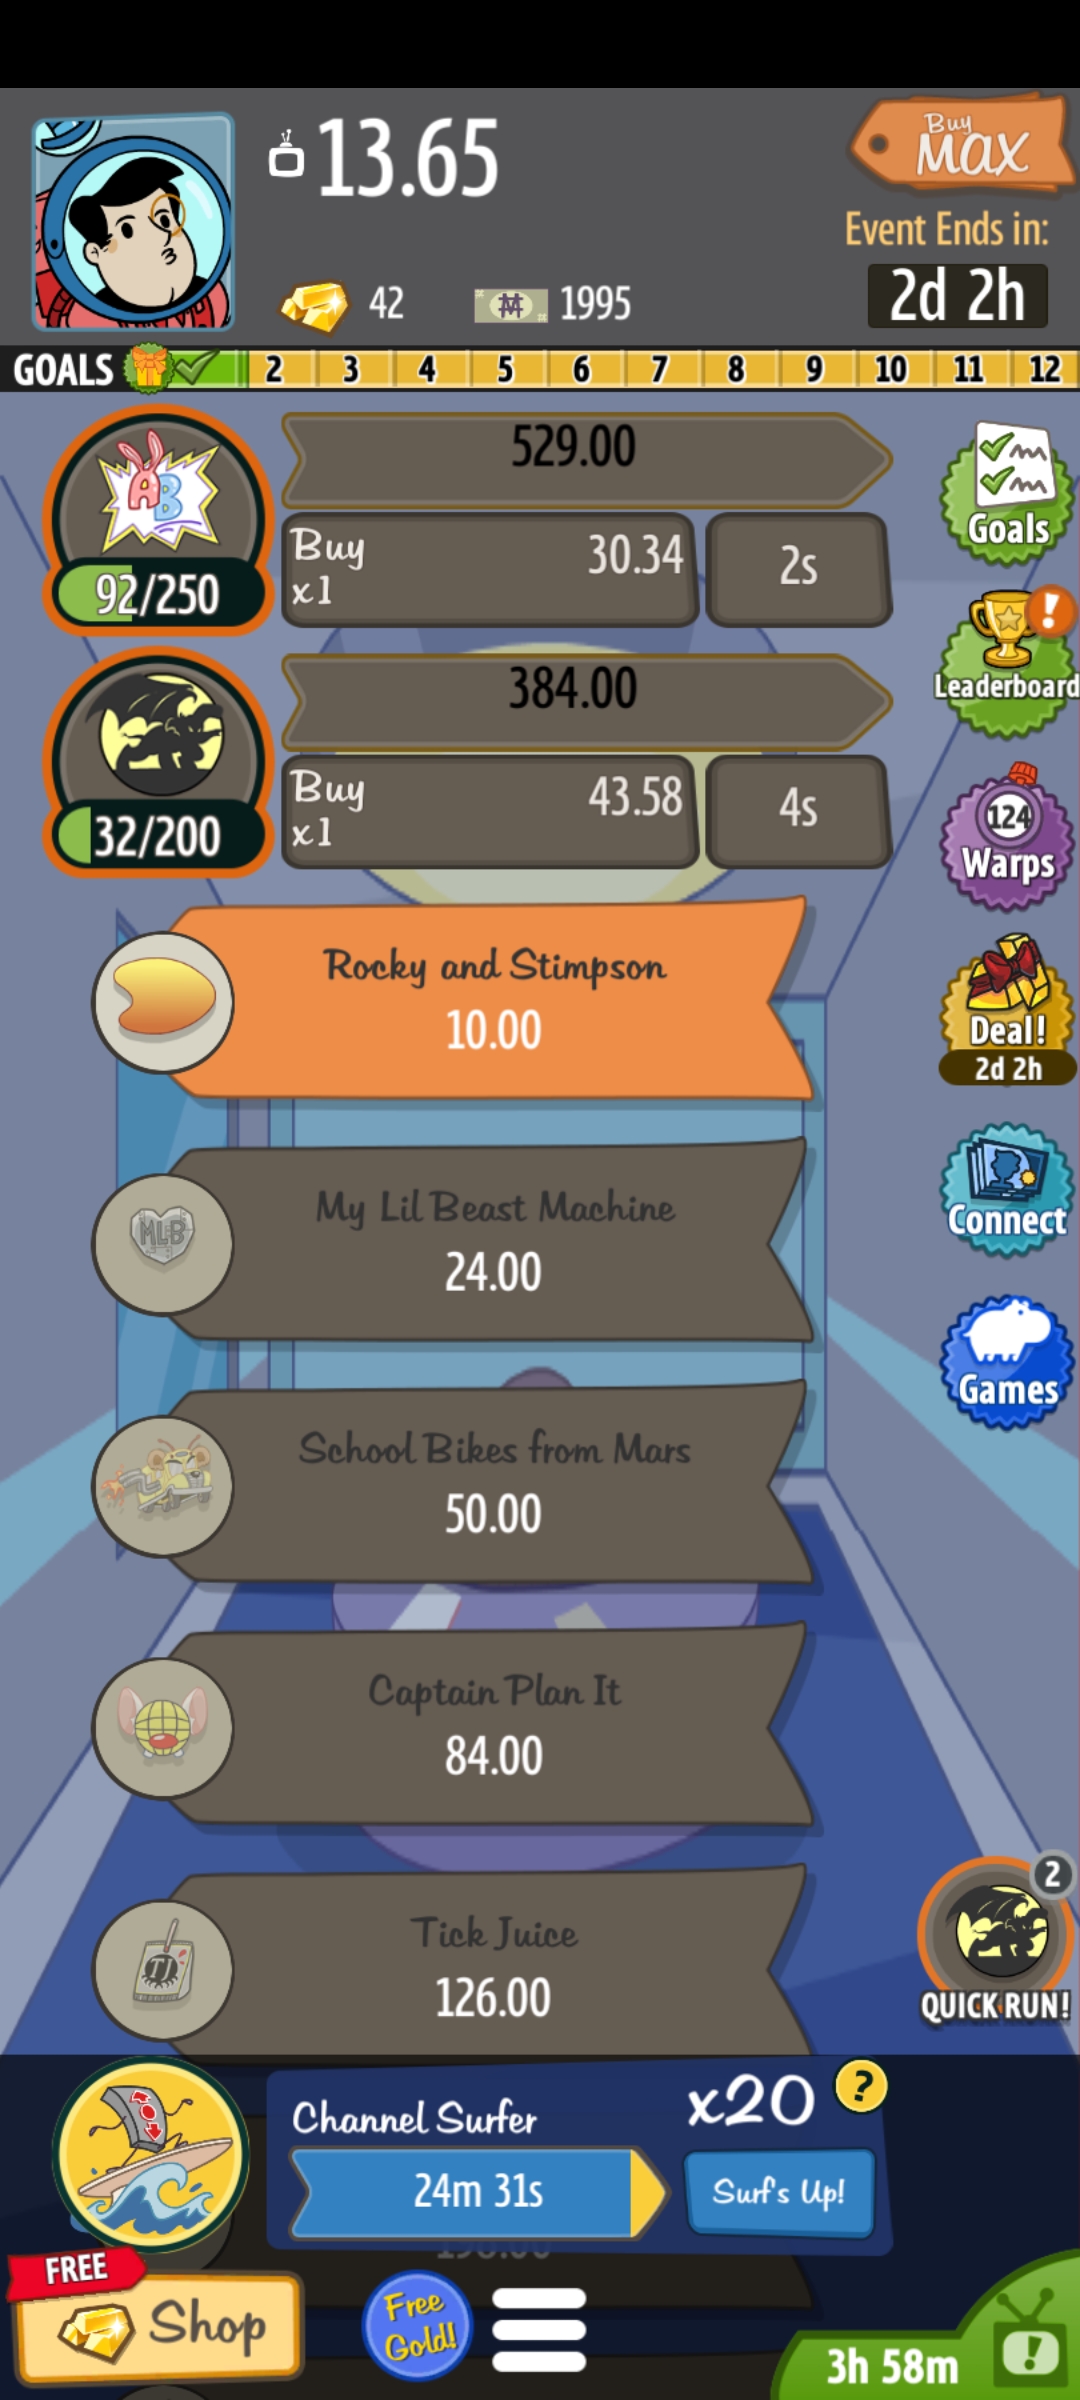 13.65
Buy
MAX
Event Ends in:
2d 2h
42
1995
GOALS 2 3 4 5 6 7 8 9 10 11 12
AB
529.00
92/250
Buy
x1
30.34
2s
Goals
384.00
32/200
Buy
x1
43.58
4s
!
Leaderboard
124
Warps
Rocky and Stimpson
10.00
Deal!
2d 2h
MLB
My Lil Beast Machine
24.00
Connect
School Bikes from Mars
50.00
Games
Captain Plan It
84.00
TJ
Tick Juice
126.00
2
QUICK RUN!
Channel Surfer
x20
?
24m 31s
Surf's Up!
FREE
Shop
Free
Gold!
3h 58m
!